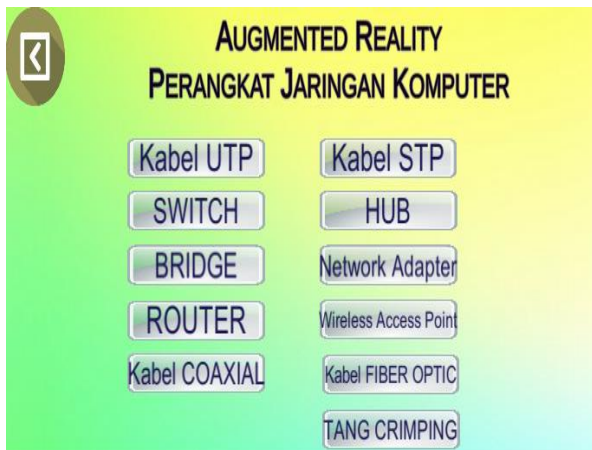 AUGMENTED REALITY
PERANGKAT JARINGAN KOMPUTER
Kabel UTP
Kabel STP
SWITCH
HUB
BRIDGE
Network Adapter
ROUTER
Wireless Access Point
Kabel COAXIAL
Kabel FIBER OPTIC
TANG CRIMPING